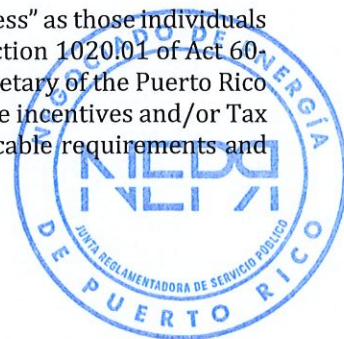 ess” as those individuals
ction 1020.01 of Act 60-
etary of the Puerto Rico
e incentives and/or Tax
cable requirements and
NEGOCIADO DE ENERGÍA
NEPR
JUNTA REGLAMENTADORA DE SERVICIO PÚBLICO
DE PUERTO RICO